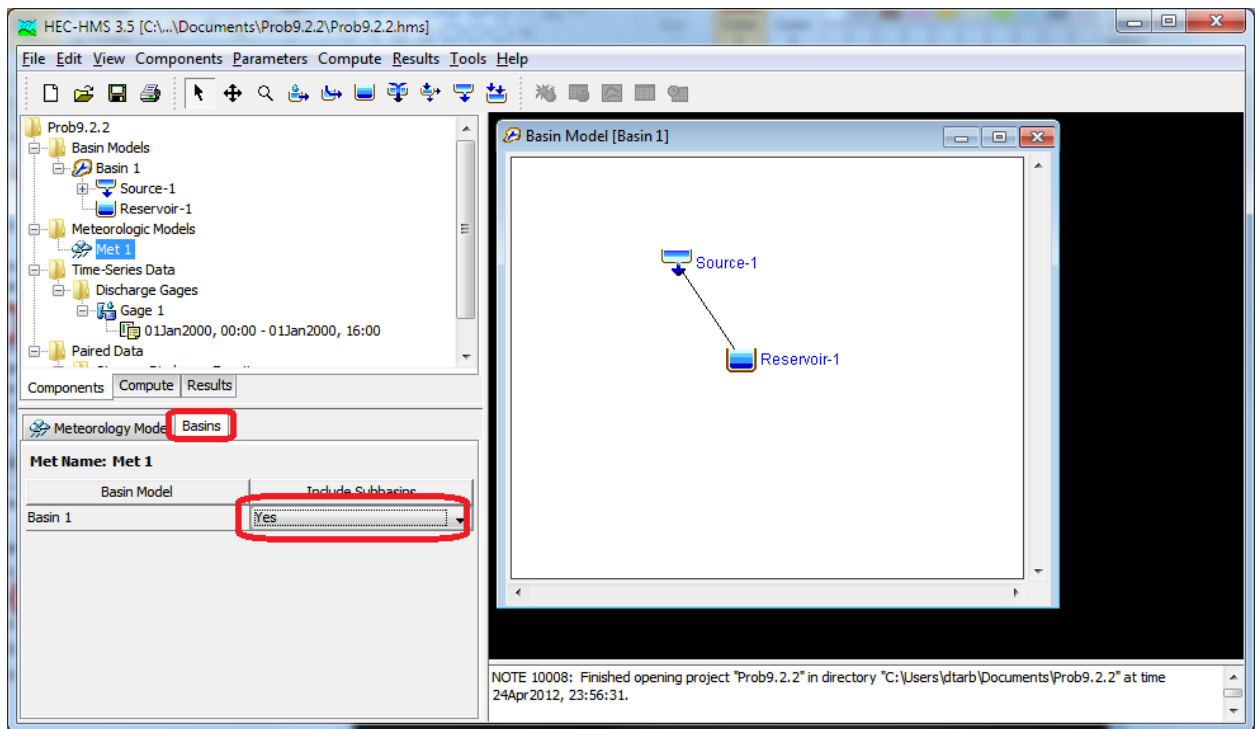 HEC-HMS 3.5 [C:\...\Documents\Prob9.2.2\Prob9.2.2.hms]
File Edit View Components Parameters Compute Results Tools Help
Prob9.2.2
Basin Models
Basin 1
Source-1
Reservoir-1
Meteorologic Models
Met 1
Time-Series Data
Discharge Gages
Gage 1
01Jan2000, 00:00 - 01Jan2000, 16:00
Paired Data
Components Compute Results
Meteorology Mode Basins
Met Name: Met 1
Basin Model Include Subbasins
Basin 1 Yes
Basin Model [Basin 1]
Source-1
Reservoir-1
NOTE 10008: Finished opening project "Prob9.2.2" in directory "C:\Users\dtarb\Documents\Prob9.2.2" at time
24Apr2012, 23:56:31.